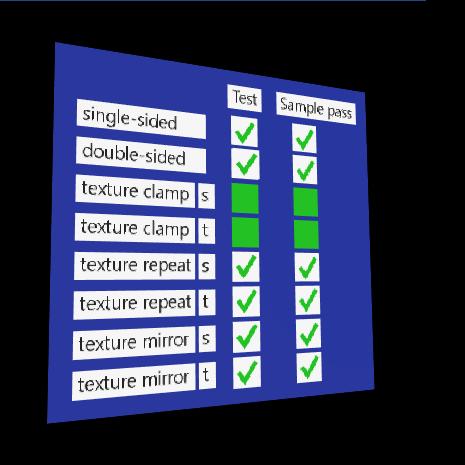 Test Sample pass
single-sided ✓ ✓
double-sided ✓ ✓
texture clamp s
texture clamp t
texture repeat s ✓ ✓
texture repeat t ✓ ✓
texture mirror s ✓ ✓
texture mirror t ✓ ✓